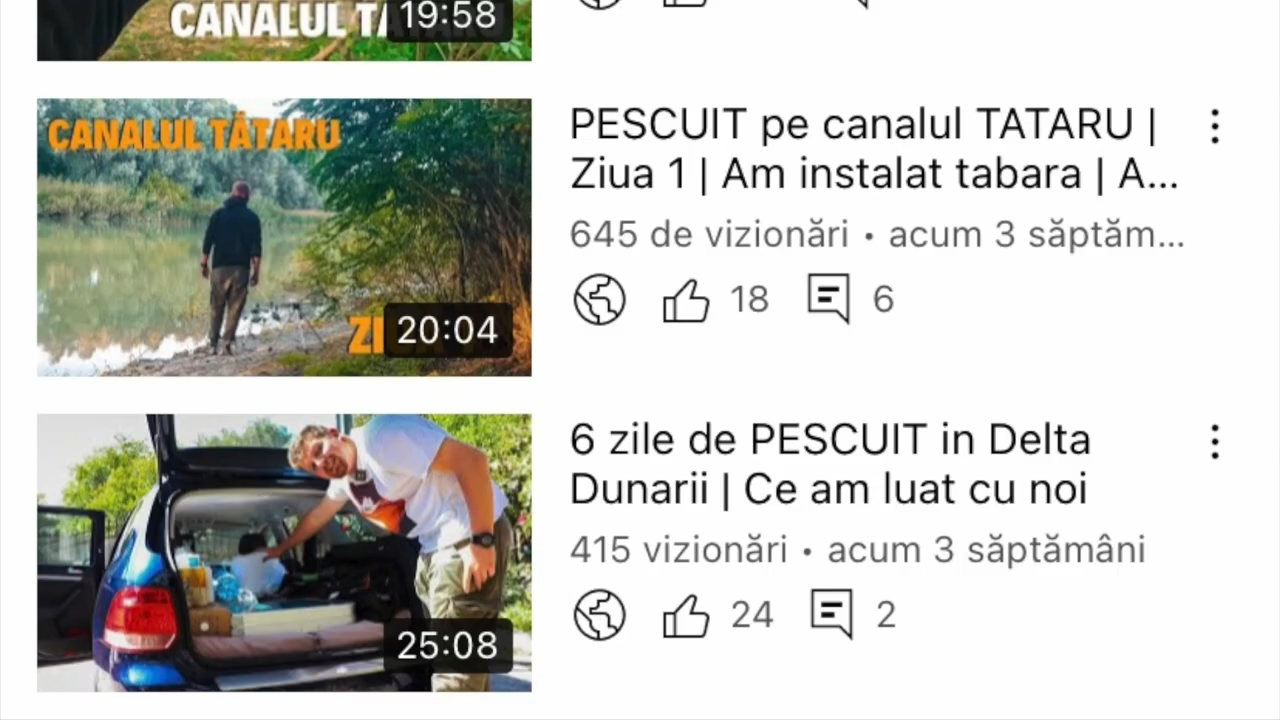 CANALUL
19:58
CANALUL TĂTARU
20:04
PESCUIT pe canalul TATARU |
Ziua 1 | Am instalat tabara | A...
645 de vizionări • acum 3 săptăm...
18
6
25:08
6 zile de PESCUIT in Delta
Dunarii | Ce am luat cu noi
415 vizionări • acum 3 săptămâni
24
2